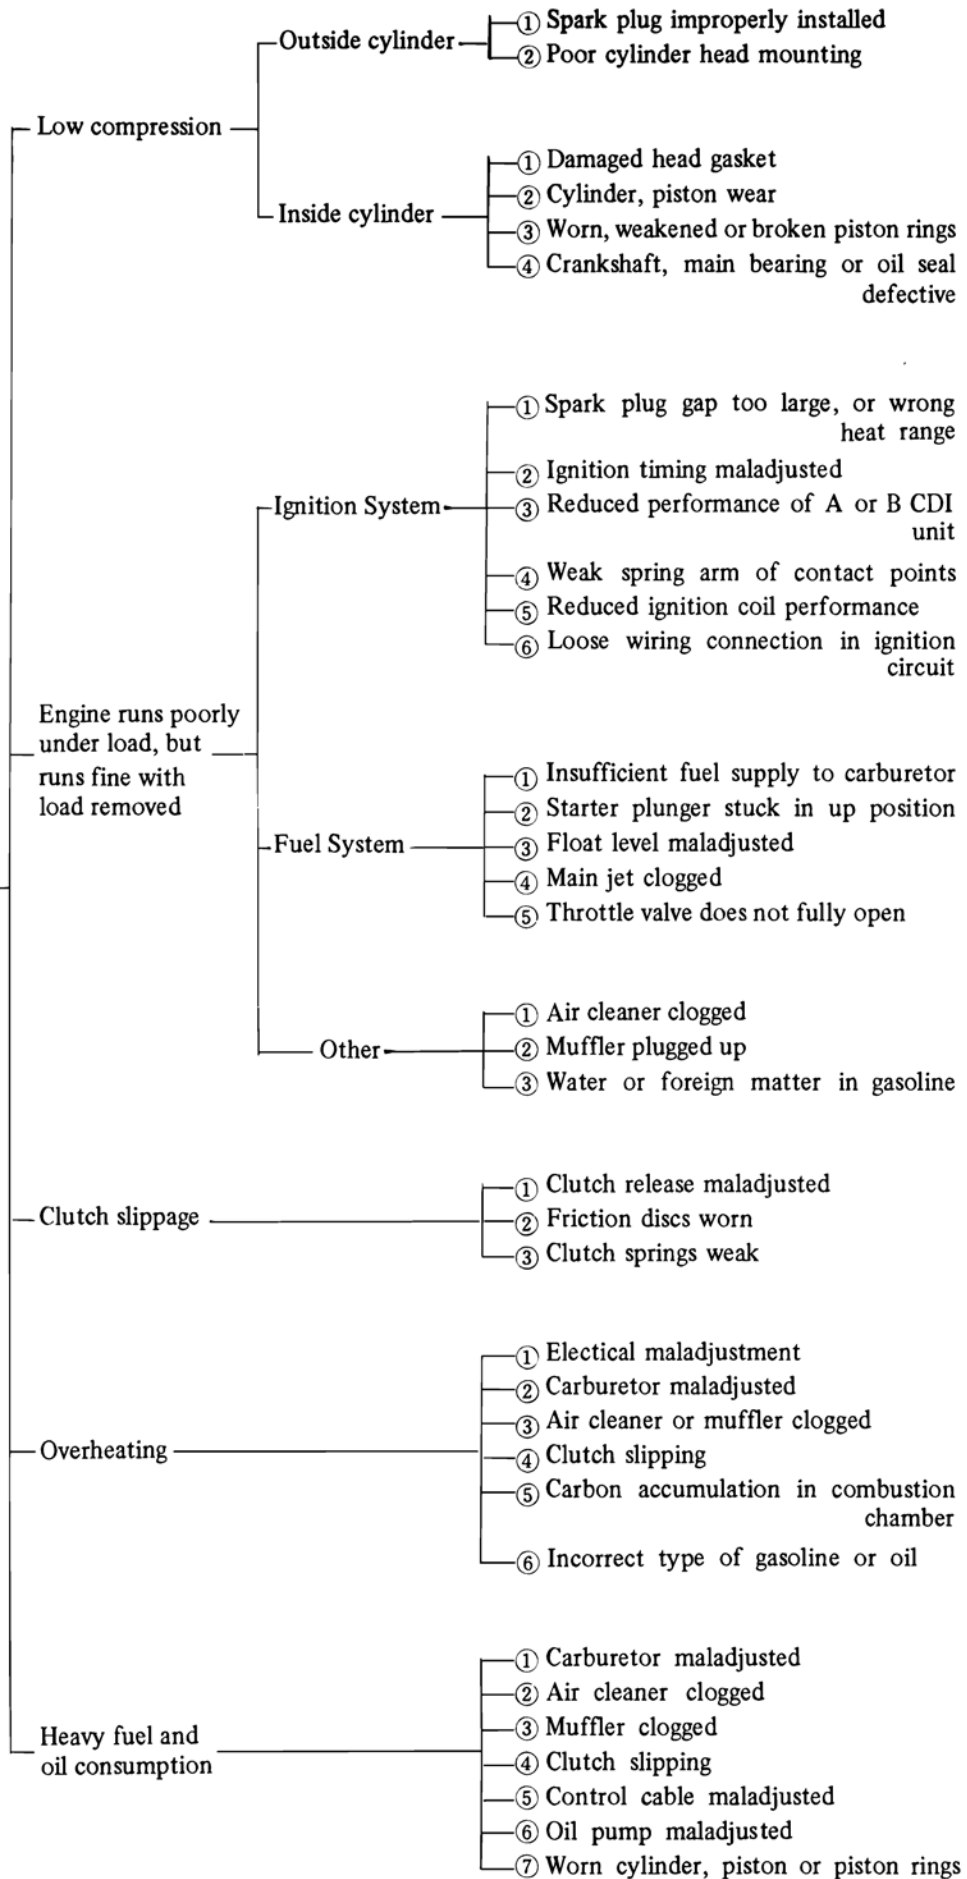 Low compression
Outside cylinder
① Spark plug improperly installed
② Poor cylinder head mounting
Inside cylinder
① Damaged head gasket
② Cylinder, piston wear
③ Worn, weakened or broken piston rings
④ Crankshaft, main bearing or oil seal
defective
Engine runs poorly
under load, but
runs fine with
load removed
Ignition System
① Spark plug gap too large, or wrong
heat range
② Ignition timing maladjusted
③ Reduced performance of A or B CDI
unit
④ Weak spring arm of contact points
⑤ Reduced ignition coil performance
⑥ Loose wiring connection in ignition
circuit
Fuel System
① Insufficient fuel supply to carburetor
② Starter plunger stuck in up position
③ Float level maladjusted
④ Main jet clogged
⑤ Throttle valve does not fully open
Other
① Air cleaner clogged
② Muffler plugged up
③ Water or foreign matter in gasoline
Clutch slippage
① Clutch release maladjusted
② Friction discs worn
③ Clutch springs weak
Overheating
① Electical maladjustment
② Carburetor maladjusted
③ Air cleaner or muffler clogged
④ Clutch slipping
⑤ Carbon accumulation in combustion
chamber
⑥ Incorrect type of gasoline or oil
Heavy fuel and
oil consumption
① Carburetor maladjusted
② Air cleaner clogged
③ Muffler clogged
④ Clutch slipping
⑤ Control cable maladjusted
⑥ Oil pump maladjusted
⑦ Worn cylinder, piston or piston rings